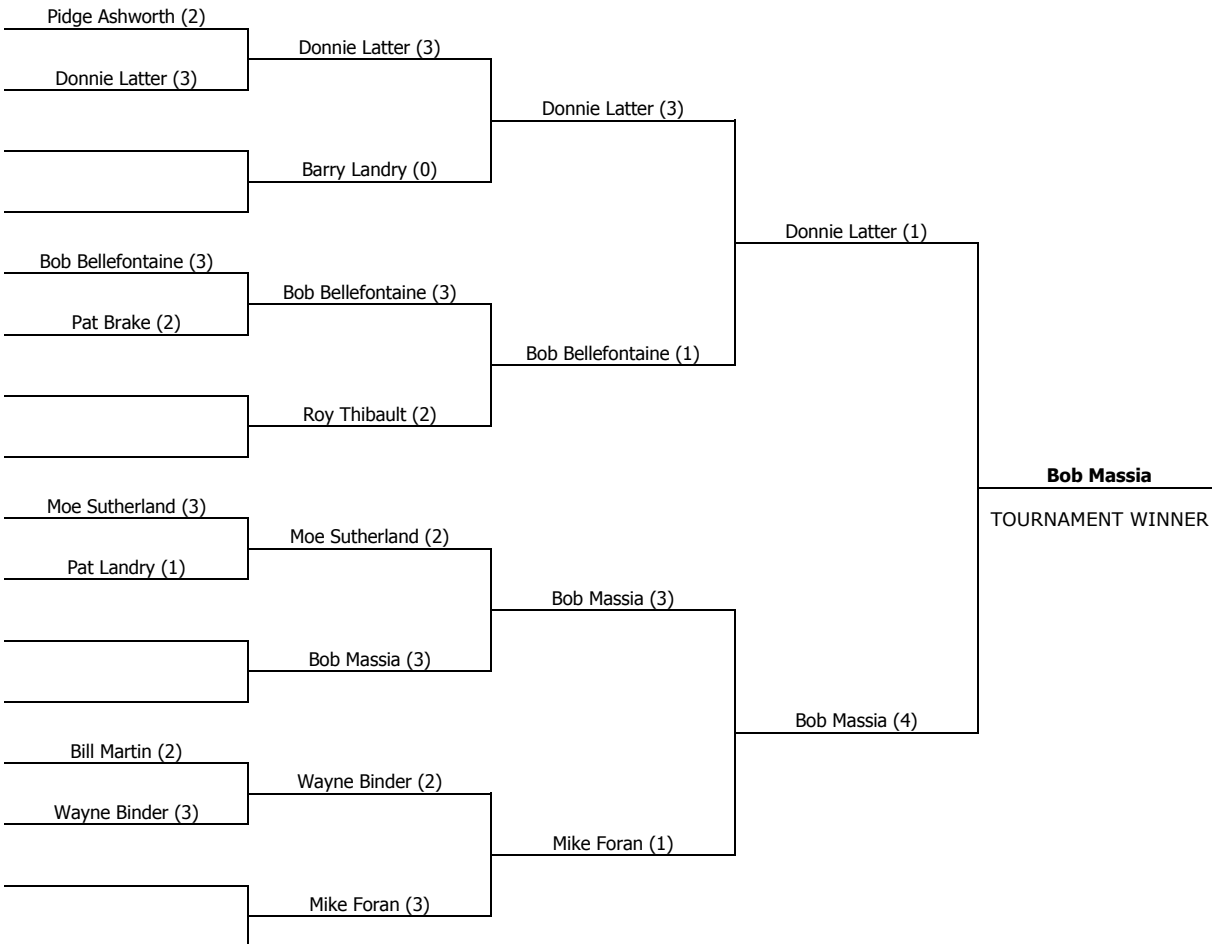 Pidge Ashworth (2)
Donnie Latter (3)
Donnie Latter (3)
Donnie Latter (3)
Barry Landry (0)
Donnie Latter (1)
Bob Bellefontaine (3)
Bob Bellefontaine (3)
Pat Brake (2)
Bob Bellefontaine (1)
Roy Thibault (2)
Bob Massia
Moe Sutherland (3)
TOURNAMENT WINNER
Moe Sutherland (2)
Pat Landry (1)
Bob Massia (3)
Bob Massia (3)
Bob Massia (4)
Bill Martin (2)
Wayne Binder (2)
Wayne Binder (3)
Mike Foran (1)
Mike Foran (3)